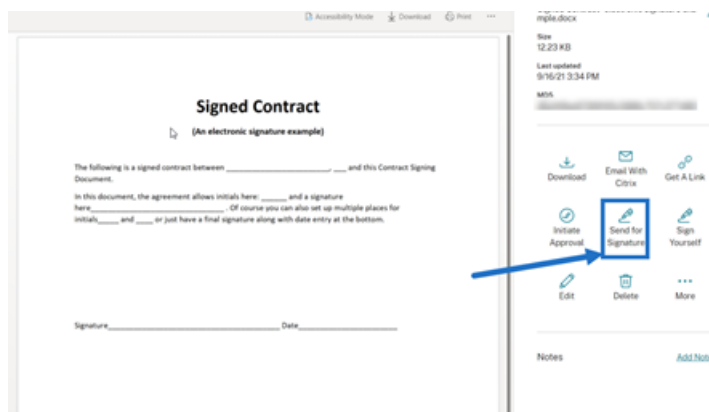 Accessibility Mode Download Print ...
Signed Contract
(An electronic signature example)
The following is a signed contract between ____________________, ___ and this Contract Signing
Document.
In this document, the agreement allows initials here: ______ and a signature
here__________________________. Of course you can also set up multiple places for
initials_____ and ____ or just have a final signature along with date entry at the bottom.
Signature________________________________ Date__________________
mple.docx
Size
12.23 KB
Last updated
9/16/21 3:34 PM
MD5
Download
Email With
Citrix
Get A Link
Initiate
Approval
Send for
Signature
Sign
Yourself
Edit
Delete
More
Notes
Add Not